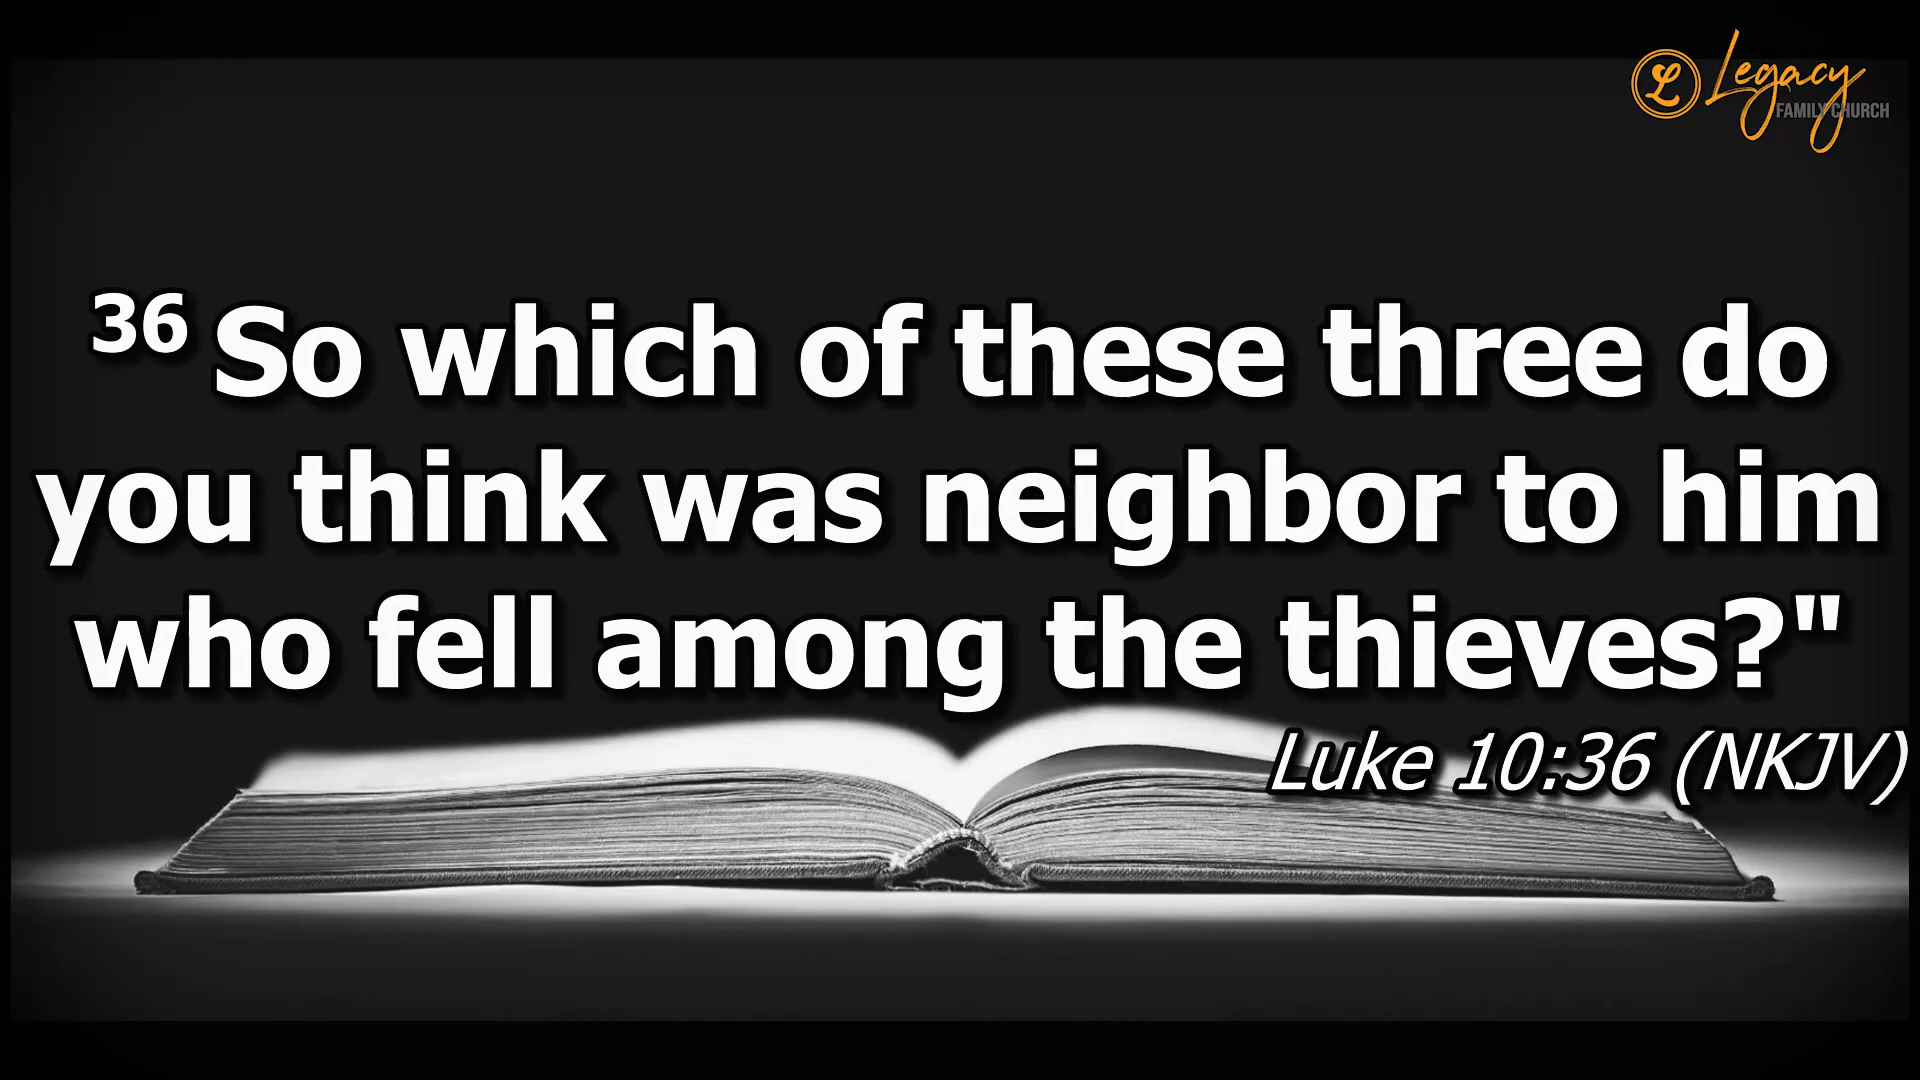 L Legacy
FAMILY CHURCH
36 So which of these three do
you think was neighbor to him
who fell among the thieves?"
Luke 10:36 (NKJV)